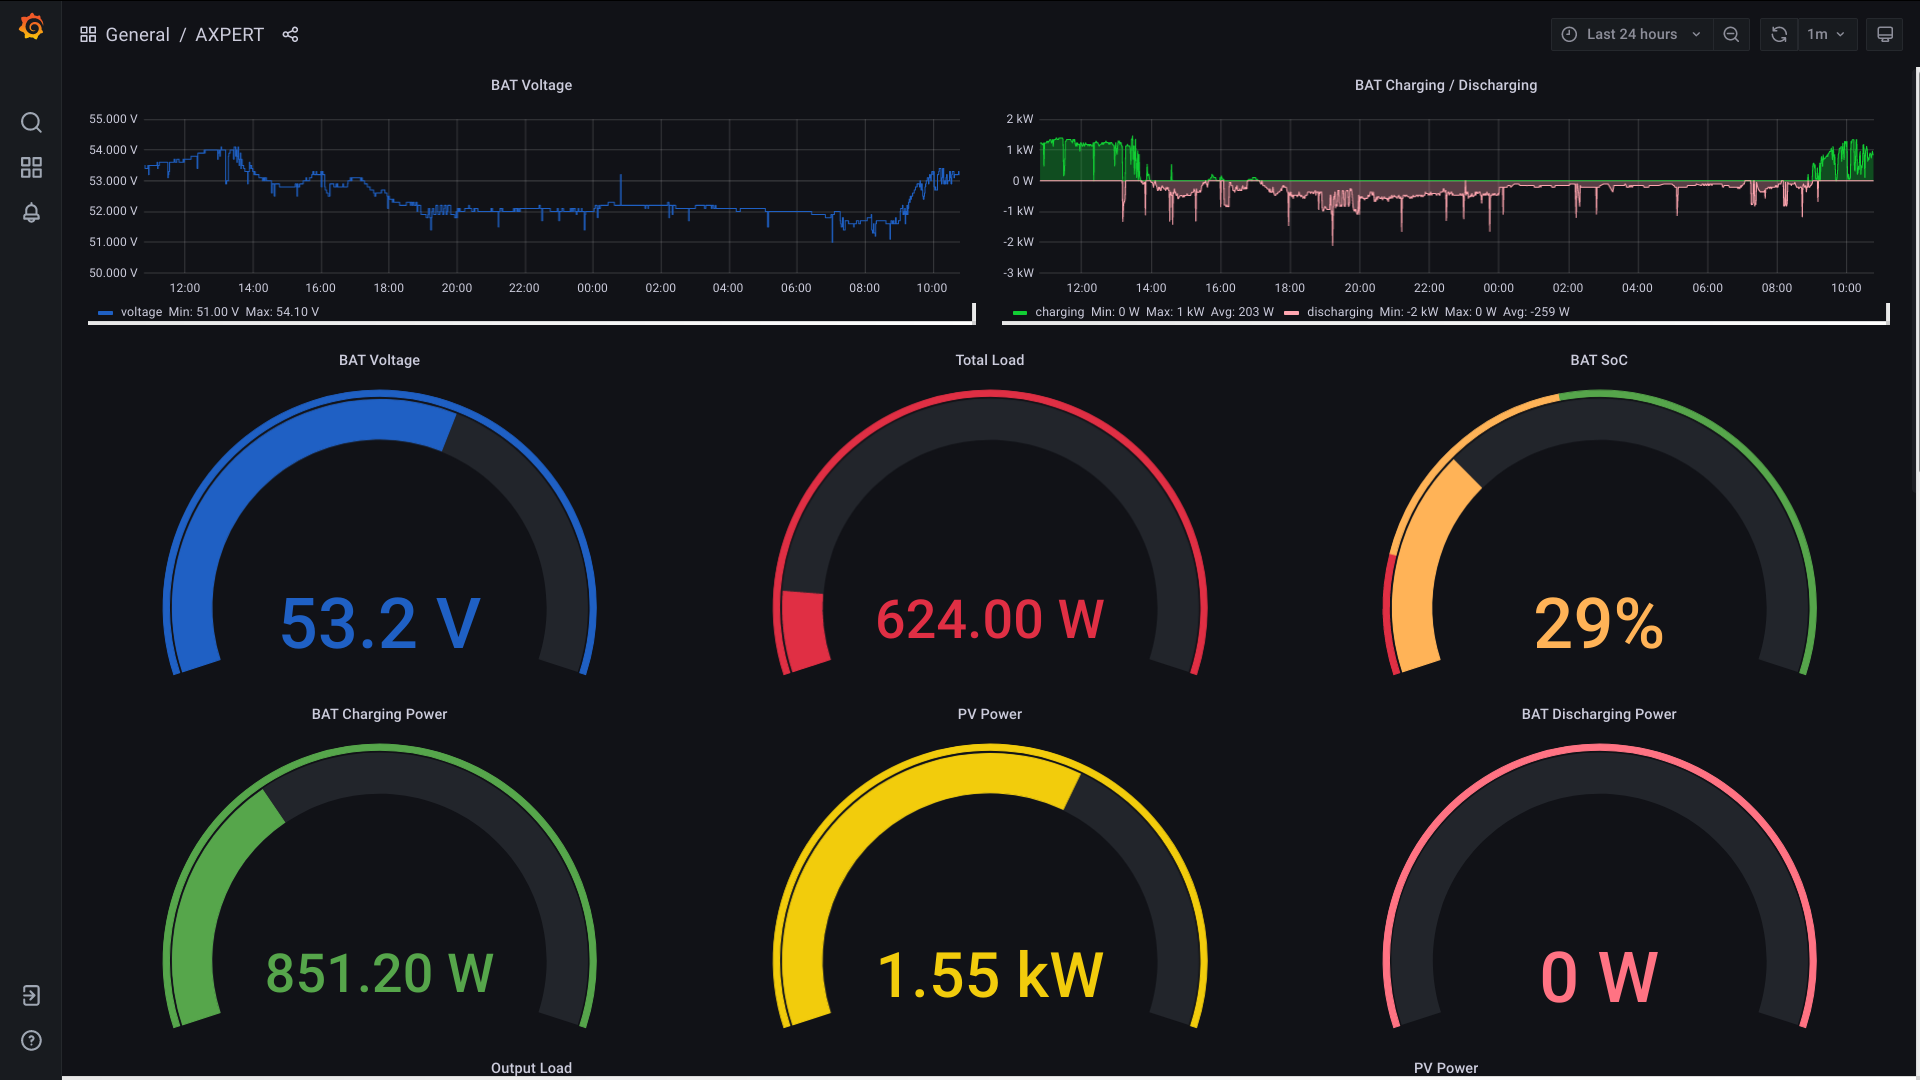 General / AXPERT
Last 24 hours
1m
BAT Voltage
55.000 V
54.000 V
53.000 V
52.000 V
51.000 V
50.000 V
12:00 14:00 16:00 18:00 20:00 22:00 00:00 02:00 04:00 06:00 08:00 10:00
voltage Min: 51.00 V Max: 54.10 V
BAT Charging / Discharging
2 kW
1 kW
0 W
-1 kW
-2 kW
-3 kW
12:00 14:00 16:00 18:00 20:00 22:00 00:00 02:00 04:00 06:00 08:00 10:00
charging Min: 0 W Max: 1 kW Avg: 203 W discharging Min: -2 kW Max: 0 W Avg: -259 W
BAT Voltage
53.2 V
Total Load
624.00 W
BAT SoC
29%
BAT Charging Power
851.20 W
PV Power
1.55 kW
BAT Discharging Power
0 W
Output Load
PV Power